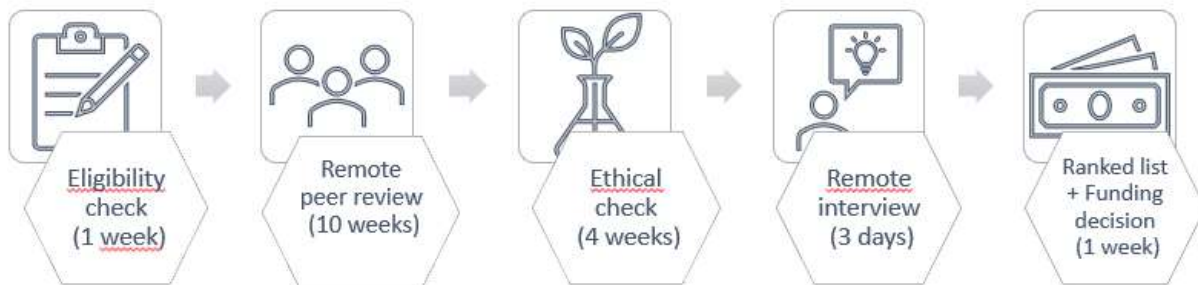 Eligibility
check
(1 week)
Remote
peer review
(10 weeks)
Ethical
check
(4 weeks)
Remote
interview
(3 days)
Ranked list
+ Funding
decision
(1 week)